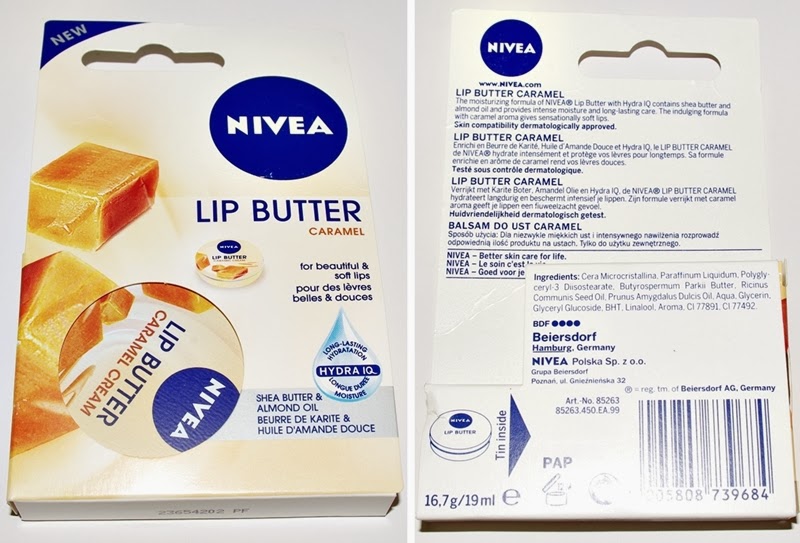 NEW
NIVEA
LIP BUTTER
CARAMEL
NIVEA
LIP BUTTER
for beautiful &
soft lips
pour des lèvres
belles & douces
LONG-LASTING
HYDRATATION
HYDRA IQ
LONGUE DURÉE
MOISTURE
SHEA BUTTER &
ALMOND OIL
BEURRE DE KARITE &
HUILE D'AMANDE DOUCE
LIP BUTTER
CARAMEL CREAM
NIVEA
23654202 PF
NIVEA
www.NIVEA.com
LIP BUTTER CARAMEL
The moisturizing formula of NIVEA® Lip Butter with Hydra IQ contains shea butter and
almond oil and provides intense moisture and long-lasting care. The indulging formula
with caramel aroma gives sensationally soft lips.
Skin compatibility dermatologically approved.
LIP BUTTER CARAMEL
Enrichi en Beurre de Karité, Huile d'Amande Douce et Hydra IQ, le LIP BUTTER CARAMEL
de NIVEA® hydrate intensément et protège vos lèvres pour longtemps. Sa formule
enrichie en arôme de caramel rend vos lèvres douces.
Testé sous contrôle dermatologique.
LIP BUTTER CARAMEL
Verrijkt met Karite Boter, Amandel Olie en Hydra IQ, de NIVEA® LIP BUTTER CARAMEL
hydrateert langdurig en beschermt intensief je lippen. Zijn formule verrijkt met caramel
aroma geeft je lippen een fluweelzacht gevoel.
Huidvriendelijkheid dermatologisch getest.
BALSAM DO UST CARAMEL
Sposób użycia: Dla niezwykle miękkich ust i intensywnego nawilżenia rozprowadź
odpowiednią ilość produktu na ustach. Tylko do użytku zewnętrznego.
NIVEA – Better skin care for life.
NIVEA – Le soin c'est la
NIVEA – Goed voor je
Ingredients: Cera Microcristallina, Paraffinum Liquidum, Polygly-
ceryl-3 Diisostearate, Butyrospermum Parkii Butter, Ricinus
Communis Seed Oil, Prunus Amygdalus Dulcis Oil, Aqua, Glycerin,
Glyceryl Glucoside, BHT, Linalool, Aroma, CI 77891, CI 77492.
BDF ●●●●
Beiersdorf
Hamburg, Germany
NIVEA Polska Sp. z o.o.
Grupa Beiersdorf
Poznań, ul. Gnieźnieńska 32
® = reg. tm. of Beiersdorf AG, Germany
Art.-No. 85263
85263.450.EA.99
NIVEA
LIP BUTTER
Tin inside
PAP
16,7g/19ml ℮
005808 739684